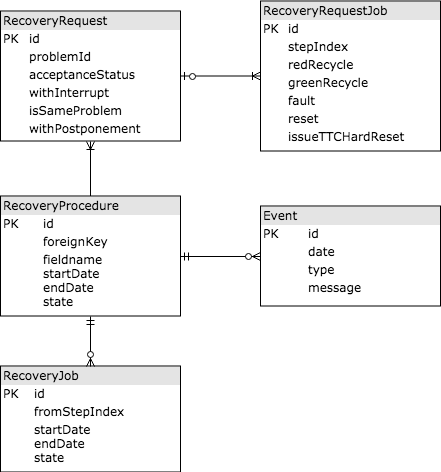 RecoveryRequest
PK id
problemId
acceptanceStatus
withInterrupt
isSameProblem
withPostponement
RecoveryRequestJob
PK id
stepIndex
redRecycle
greenRecycle
fault
reset
issueTTCHardReset
RecoveryProcedure
PK id
foreignKey
fieldname
startDate
endDate
state
Event
PK id
date
type
message
RecoveryJob
PK id
fromStepIndex
startDate
endDate
state